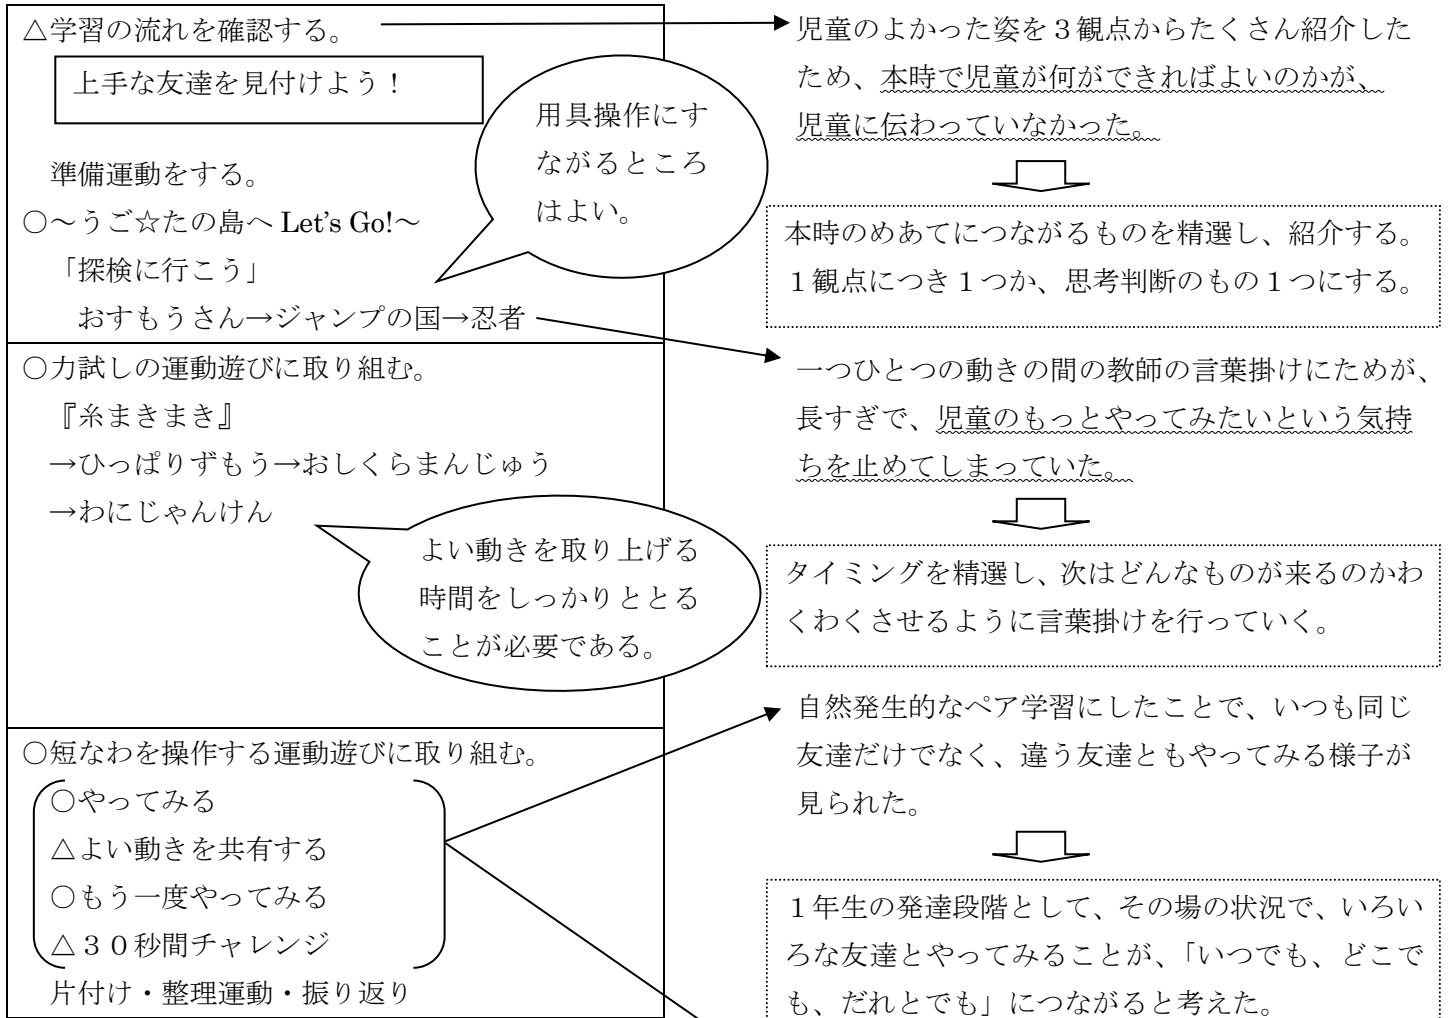 △学習の流れを確認する。
上手な友達を見付けよう！
準備運動をする。
○～うご☆たの島へ Let's Go!～
「探検に行こう」
おすもうさん→ジャンプの国→忍者
用具操作にす
ながるところ
はよい。
○力試しの運動遊びに取り組む。
『糸まきまき』
→ひっぱりずもう→おしくらまんじゅう
→わにじゃんけん
よい動きを取り上げる
時間をしっかりととる
ことが必要である。
○短なわを操作する運動遊びに取り組む。
○やってみる
△よい動きを共有する
○もう一度やってみる
△３０秒間チャレンジ
片付け・整理運動・振り返り
児童のよかった姿を３観点からたくさん紹介した
ため、本時で児童が何ができればよいのかが、
児童に伝わっていなかった。
本時のめあてにつながるものを精選し、紹介する。
１観点につき１つか、思考判断のもの１つにする。
一つひとつの動きの間の教師の言葉掛けにためが、
長すぎで、児童のもっとやってみたいという気持
ちを止めてしまっていた。
タイミングを精選し、次はどんなものが来るのかわ
くわくさせるように言葉掛けを行っていく。
自然発生的なペア学習にしたことで、いつも同じ
友達だけでなく、違う友達ともやってみる様子が
見られた。
１年生の発達段階として、その場の状況で、いろい
ろな友達とやってみることが、「いつでも、どこで
も、だれとでも」につながると考えた。